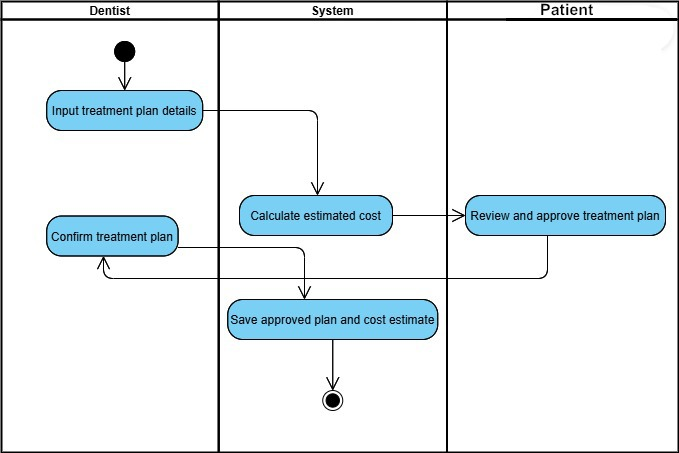 Dentist
System
Patient
Input treatment plan details
Calculate estimated cost
Review and approve treatment plan
Confirm treatment plan
Save approved plan and cost estimate